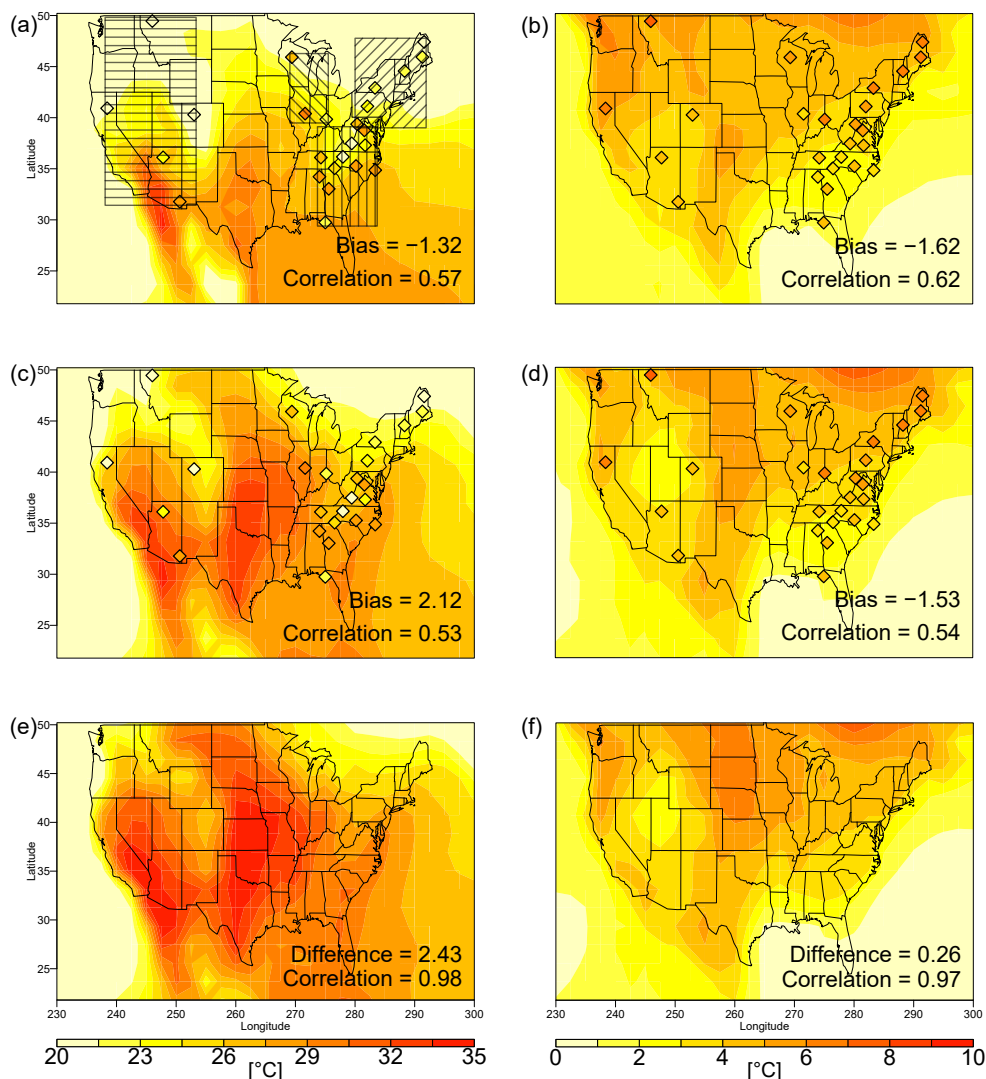 (a)
50
45
40
35
30
25
Latitude
Bias = −1.32
Correlation = 0.57
(b)
Bias = −1.62
Correlation = 0.62
(c)
50
45
40
35
30
25
Latitude
Bias = 2.12
Correlation = 0.53
(d)
Bias = −1.53
Correlation = 0.54
(e)
50
45
40
35
30
25
Latitude
Difference = 2.43
Correlation = 0.98
(f)
Difference = 0.26
Correlation = 0.97
230 240 250 260 270 280 290 300
Longitude
230 240 250 260 270 280 290 300
Longitude
20 23 26 29 32 35
[°C]
0 2 4 6 8 10
[°C]